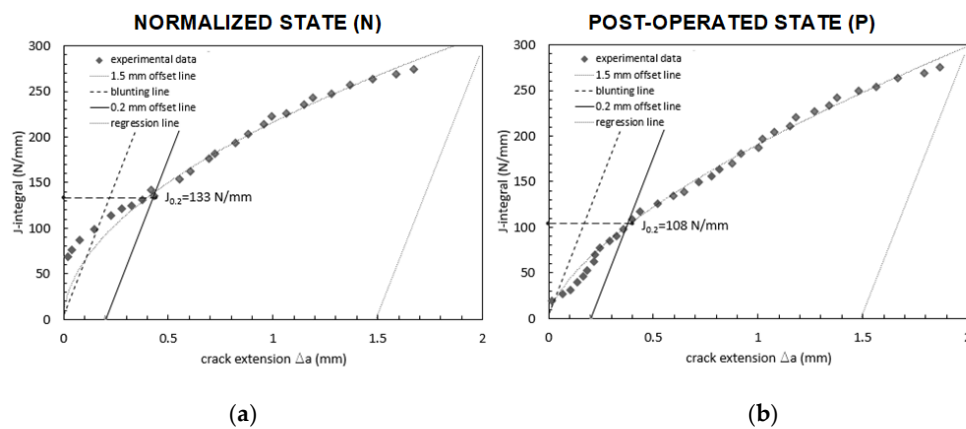 NORMALIZED STATE (N)
POST-OPERATED STATE (P)
300
250
200
150
100
50
0
J-integral (N/mm)
experimental data
1.5 mm offset line
blunting line
0.2 mm offset line
regression line
J0.2=133 N/mm
0
0.5
1
1.5
2
crack extension Δa (mm)
(a)
300
250
200
150
100
50
0
J-integral (N/mm)
experimental data
1.5 mm offset line
blunting line
0.2 mm offset line
regression line
J0.2=108 N/mm
0
0.5
1
1.5
2
crack extension Δa (mm)
(b)